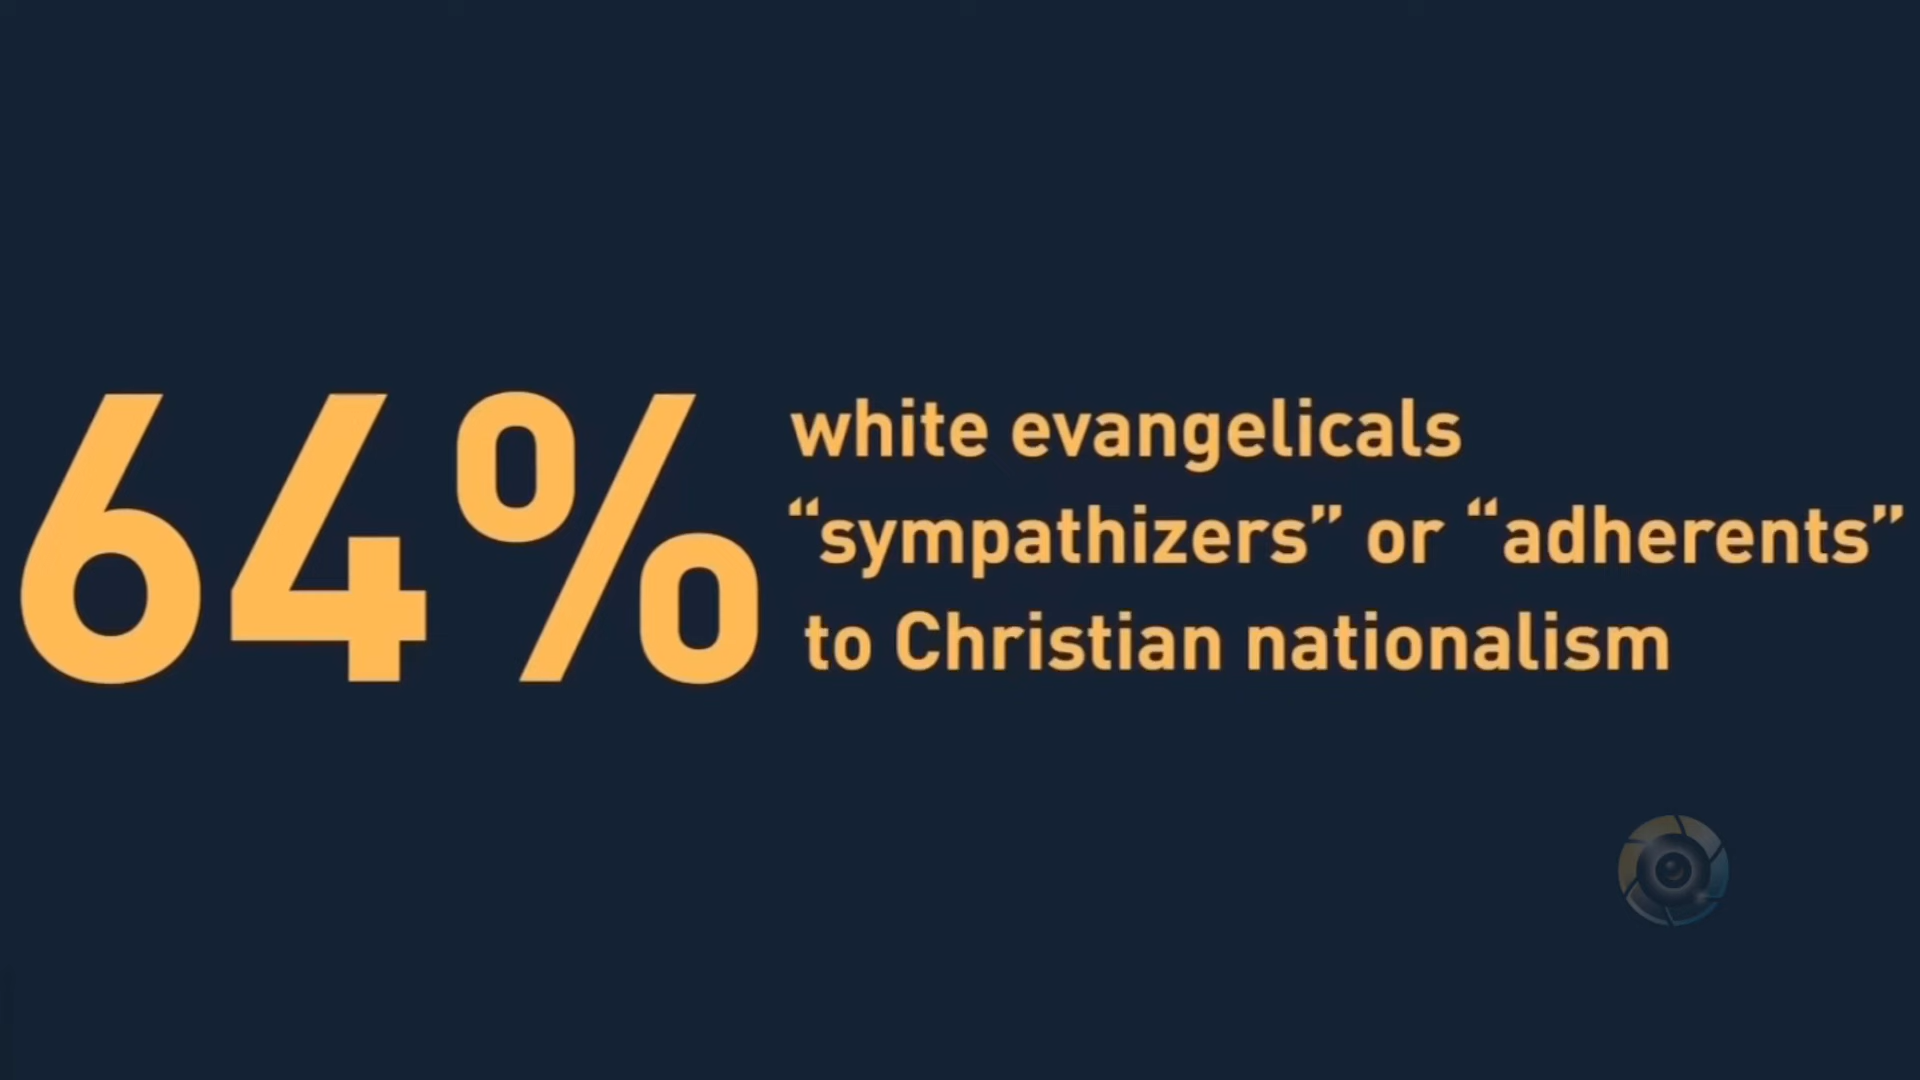 64%
white evangelicals
“sympathizers” or “adherents”
to Christian nationalism